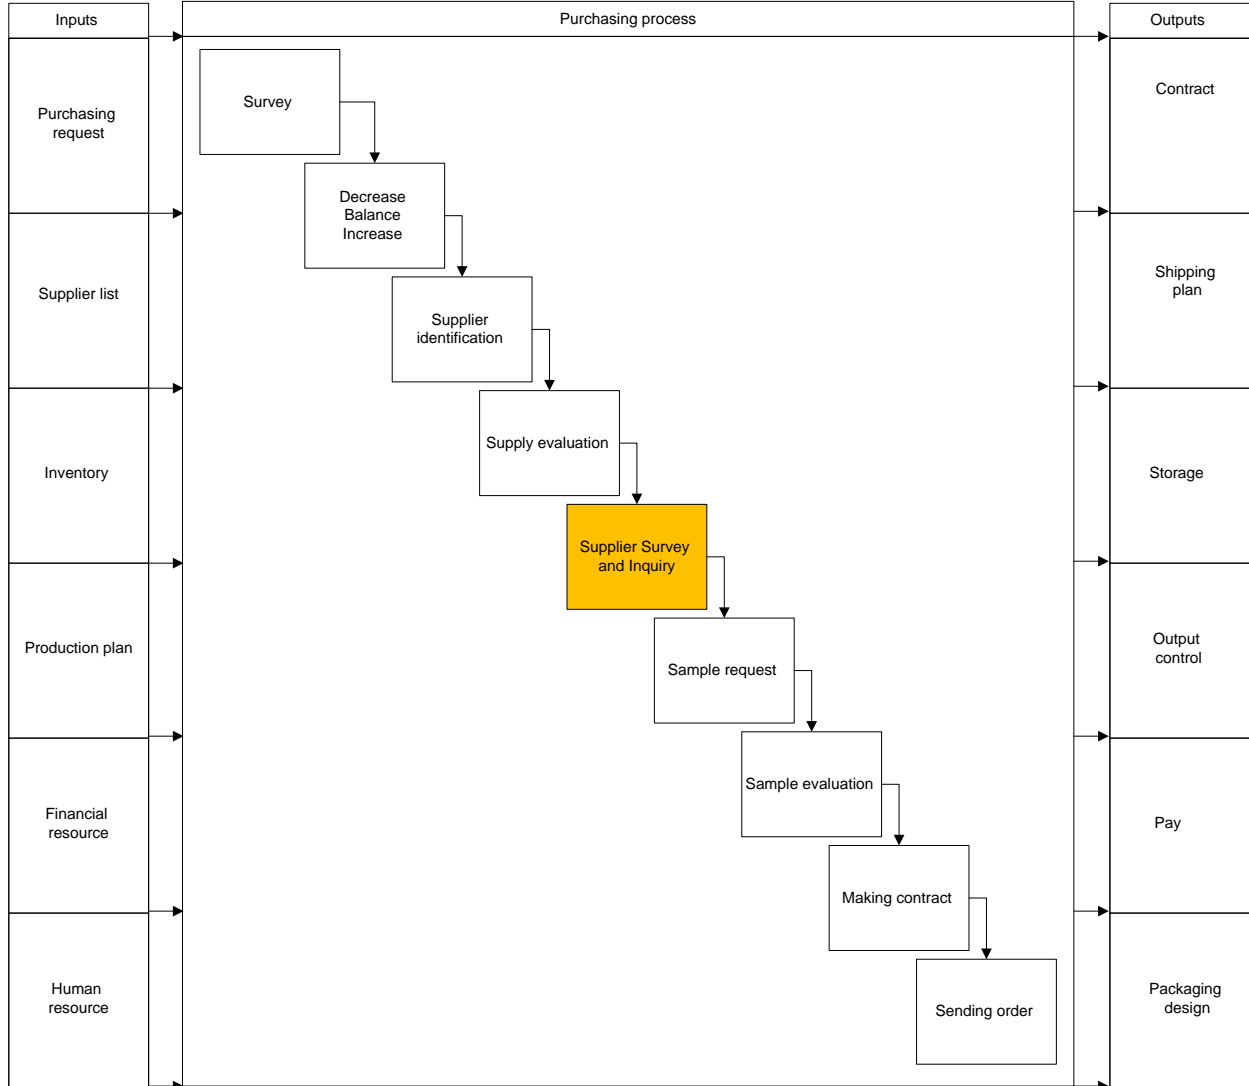 Inputs
Purchasing process
Outputs
Purchasing
request
Supplier list
Inventory
Production plan
Financial
resource
Human
resource
Survey
Decrease
Balance
Increase
Supplier
identification
Supply evaluation
Supplier Survey
and Inquiry
Sample request
Sample evaluation
Making contract
Sending order
Contract
Shipping
plan
Storage
Output
control
Pay
Packaging
design